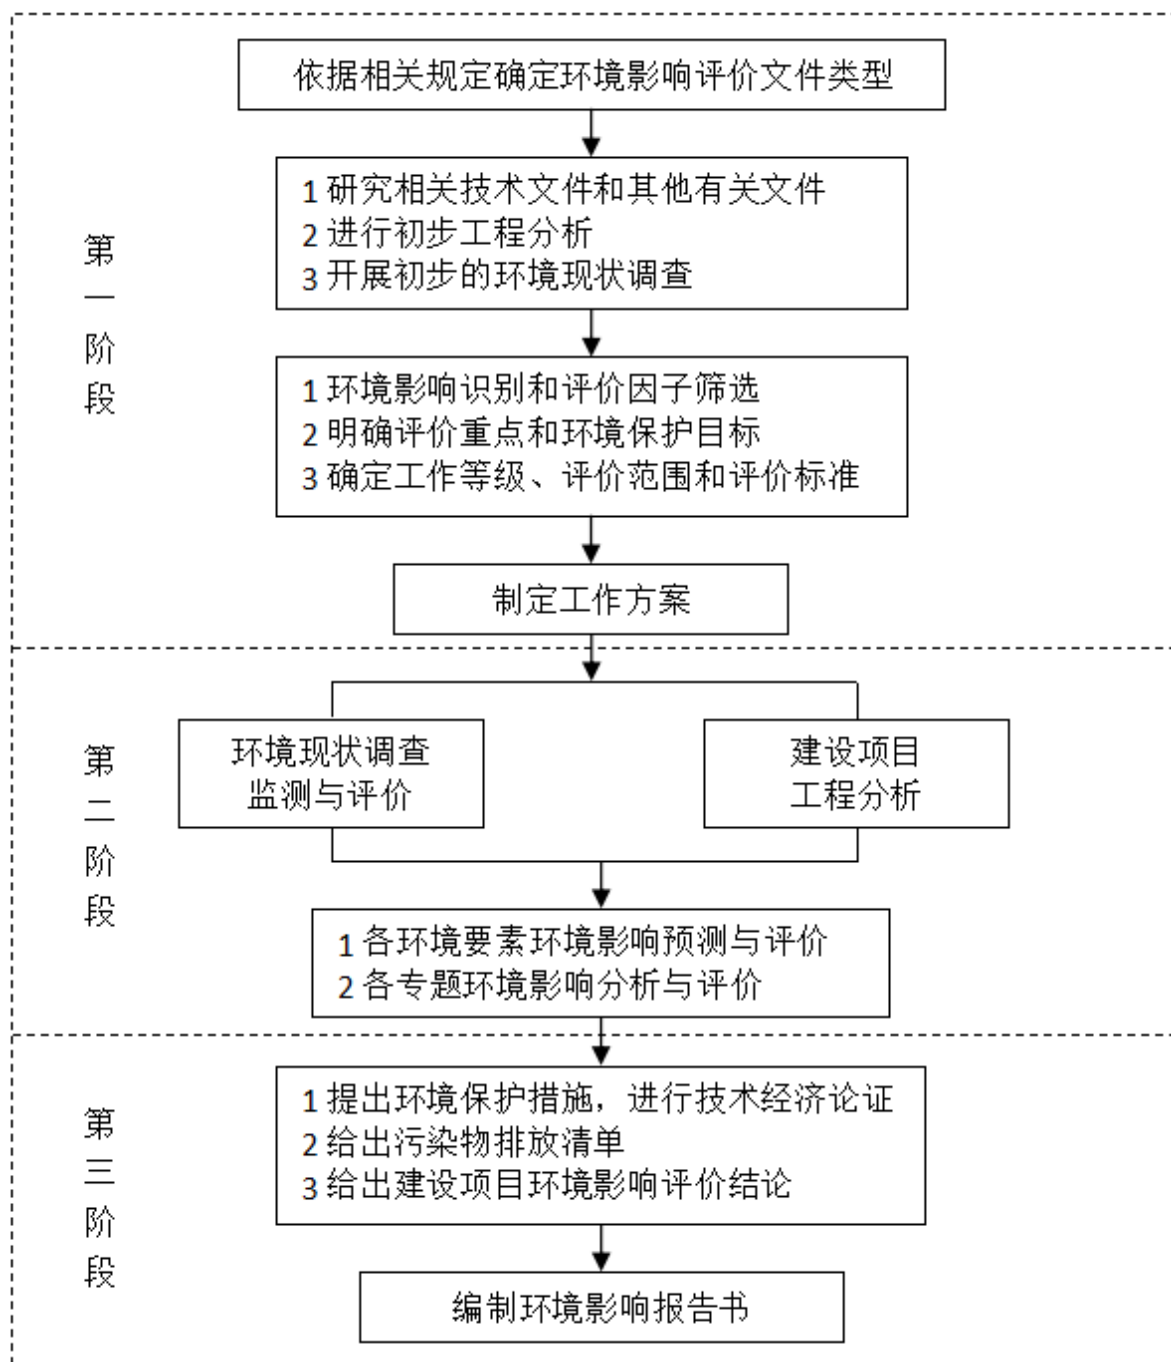 依据相关规定确定环境影响评价文件类型
1 研究相关技术文件和其他有关文件
2 进行初步工程分析
3 开展初步的环境现状调查
第一阶段
1 环境影响识别和评价因子筛选
2 明确评价重点和环境保护目标
3 确定工作等级、评价范围和评价标准
制定工作方案
第二阶段
环境现状调查
监测与评价
建设项目
工程分析
1 各环境要素环境影响预测与评价
2 各专题环境影响分析与评价
第三阶段
1 提出环境保护措施，进行技术经济论证
2 给出污染物排放清单
3 给出建设项目环境影响评价结论
编制环境影响报告书